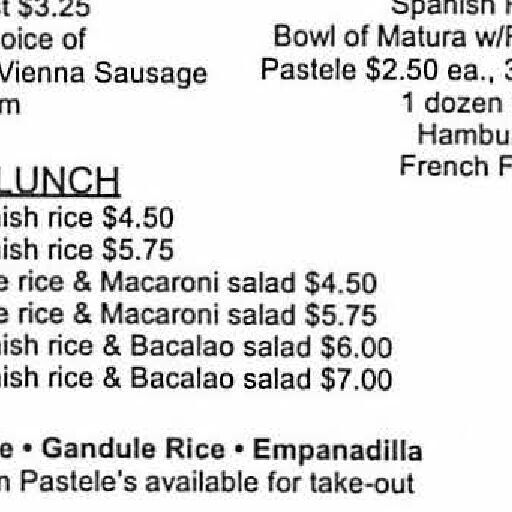 t $3.25
oice of
Vienna Sausage
m
Spanish
Bowl of Matura w/
Pastele $2.50 ea., 3
1 dozen
Hambu
French F
LUNCH
ish rice $4.50
ish rice $5.75
e rice & Macaroni salad $4.50
e rice & Macaroni salad $5.75
ish rice & Bacalao salad $6.00
ish rice & Bacalao salad $7.00
e • Gandule Rice • Empanadilla
n Pastele's available for take-out